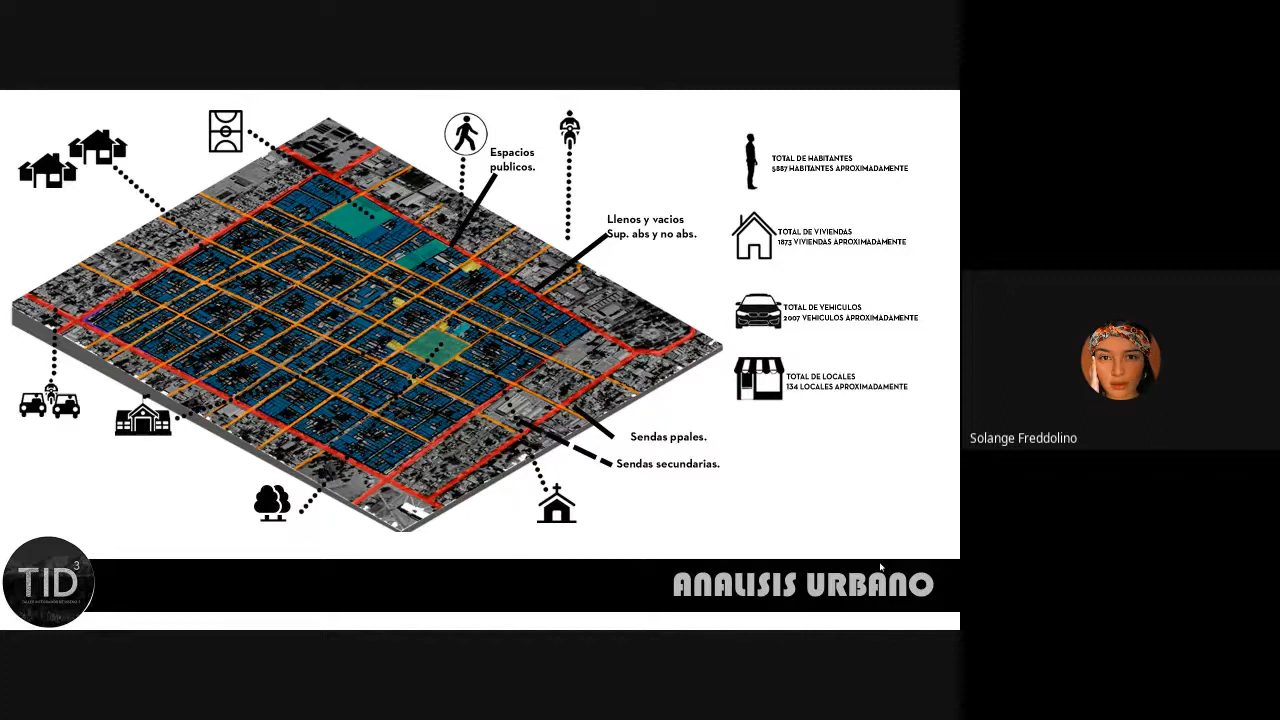 Espacios
publicos.
Llenos y vacios
Sup. abs y no abs.
TOTAL DE HABITANTES
5887 HABITANTES APROXIMADAMENTE
TOTAL DE VIVIENDAS
1873 VIVIENDAS APROXIMADAMENTE
TOTAL DE VEHICULOS
2007 VEHICULOS APROXIMADAMENTE
TOTAL DE LOCALES
134 LOCALES APROXIMADAMENTE
Sendas ppales.
Sendas secundarias.
Solange Freddolino
TID3
ANALISIS URBANO